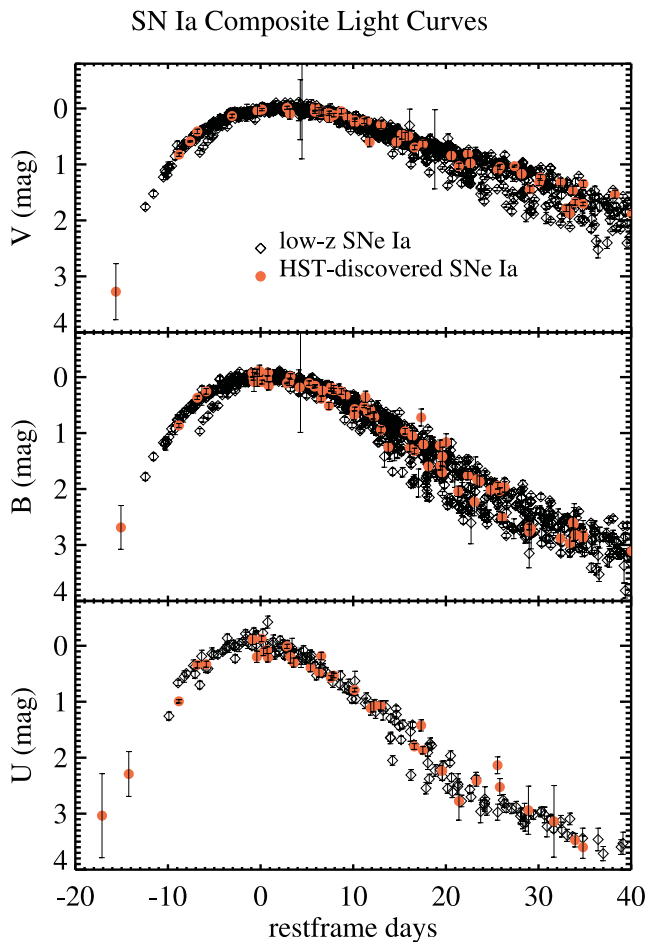 SN Ia Composite Light Curves
0
1
2
3
4
V (mag)
low-z SNe Ia
HST-discovered SNe Ia
0
1
2
3
4
B (mag)
0
1
2
3
4
U (mag)
-20 -10 0 10 20 30 40
restframe days